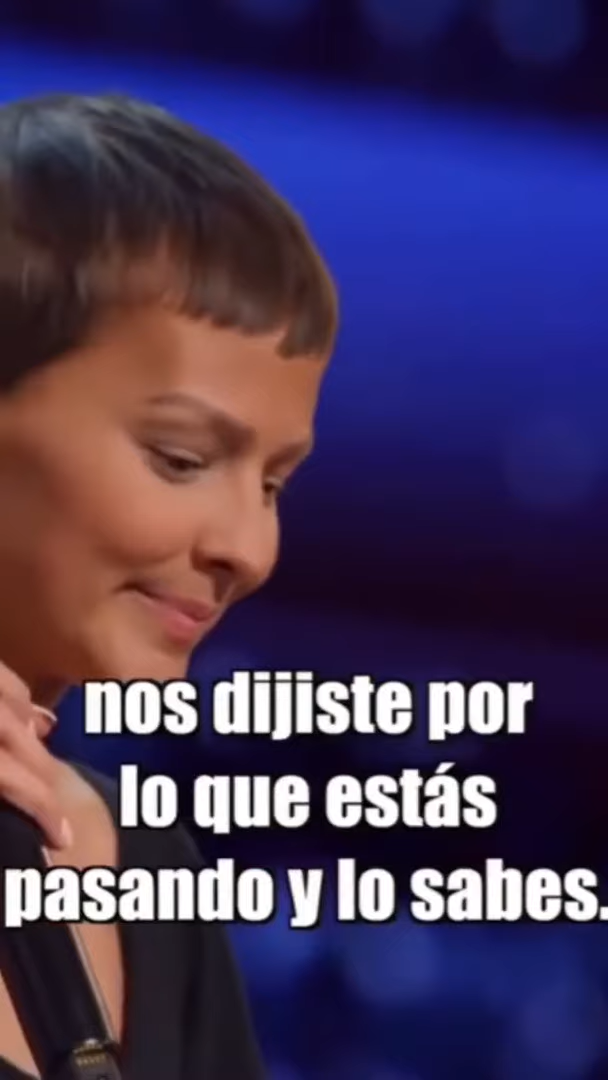 nos dijiste por
lo que estás
pasando y lo sabes.